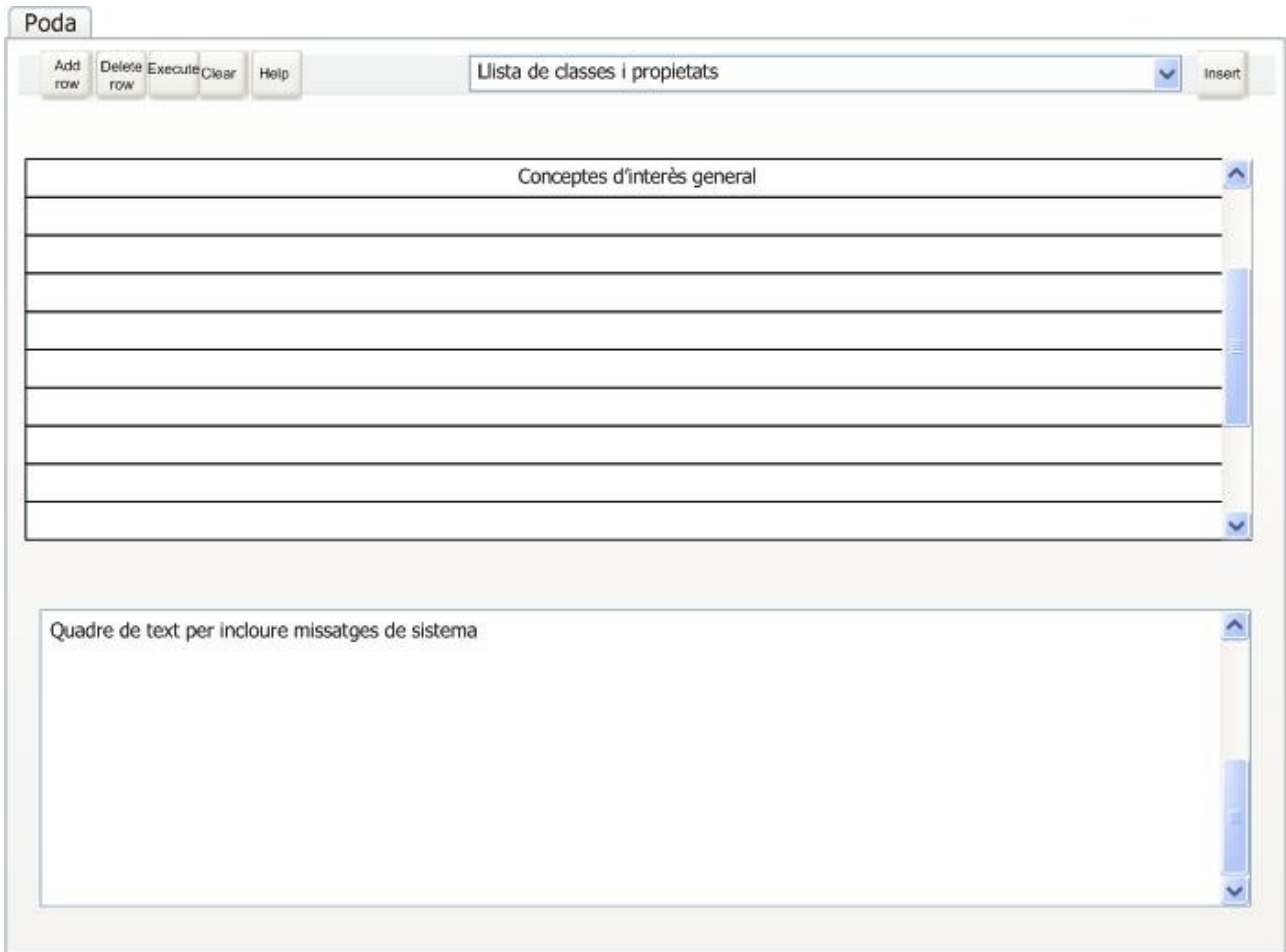 Poda
Add row
Delete row
Execute
Clear
Help
Llista de classes i propietats
Insert
Conceptes d'interès general
Quadre de text per incloure missatges de sistema